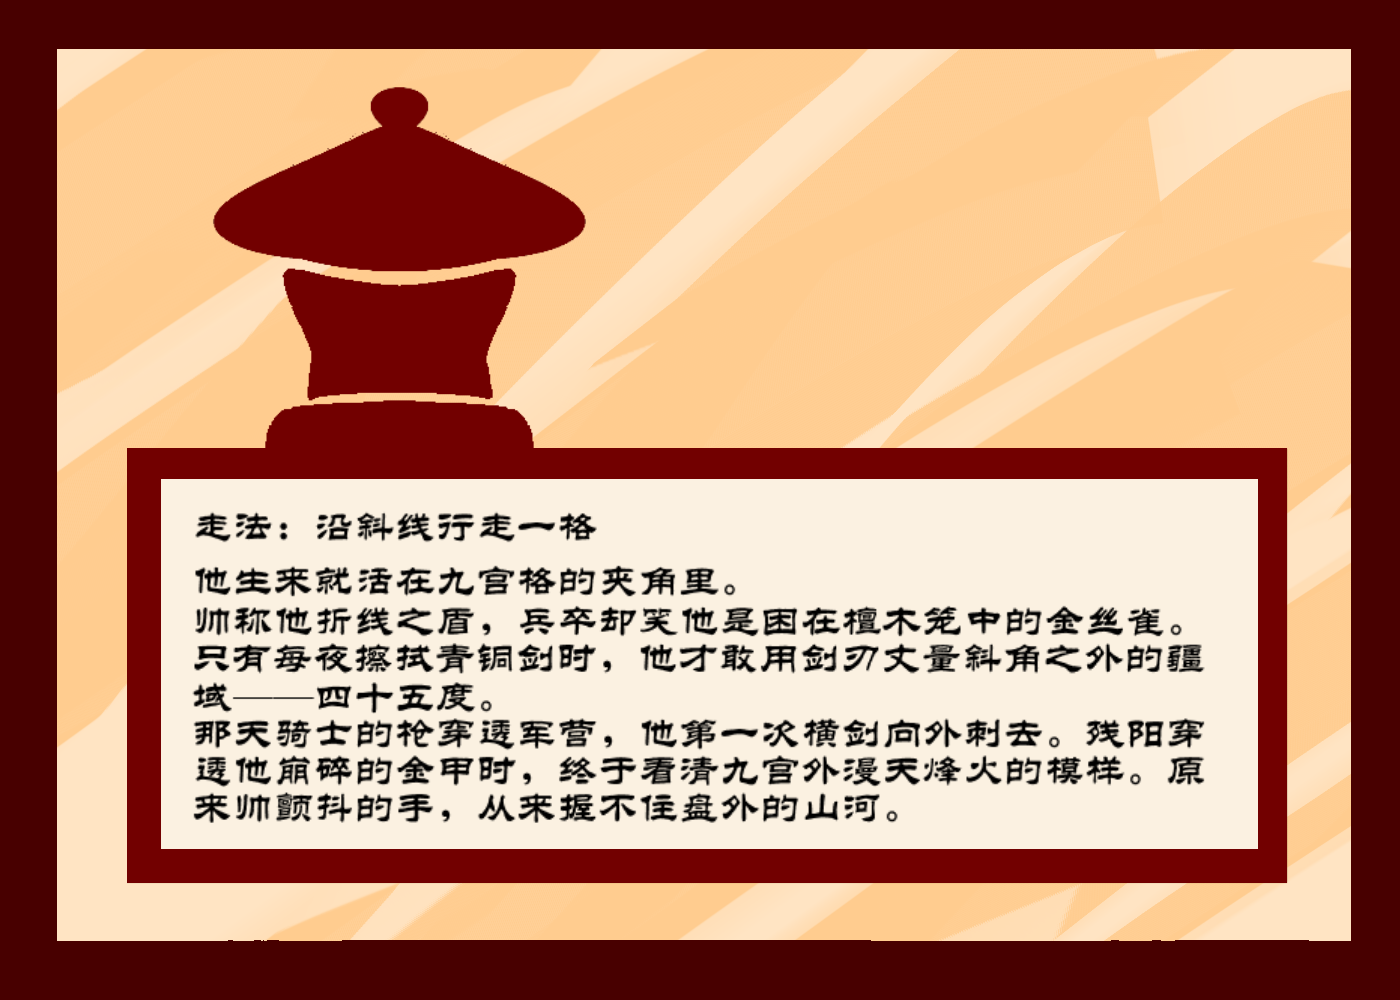 走法：沿斜线行走一格
他生来就活在九宫格的夹角里。
帅称他折线之盾，兵卒却笑他是困在檀木笼中的金丝雀。
只有每夜擦拭青铜剑时，他才敢用剑刃丈量斜角之外的疆
域——四十五度。
那天骑士的枪穿透军营，他第一次横剑向外刺去。残阳穿
透他崩碎的金甲时，终于看清九宫外漫天烽火的模样。原
来帅颤抖的手，从来握不住盘外的山河。